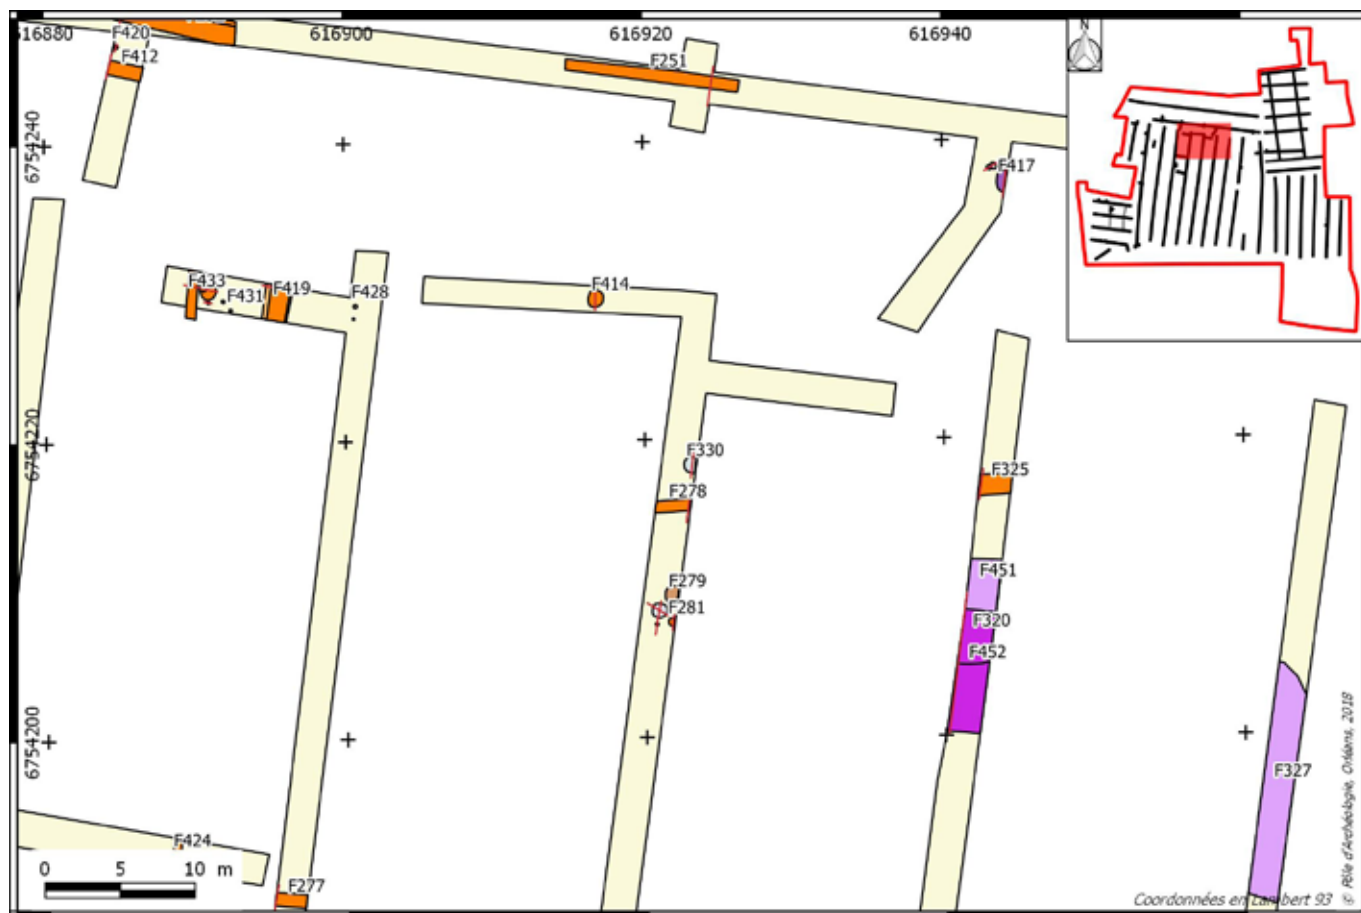 616880 616900 616920 616940
N
F420
F412
F251
6754240
F417
F433
F431
F419
F428
F414
6754220
F330
F278
F325
F279
F281
F451
F320
F452
6754200
F327
F424
F277
0 5 10 m
Coordonnées en Lambert 93
© Pôle d'Archéologie, Orléans, 2018